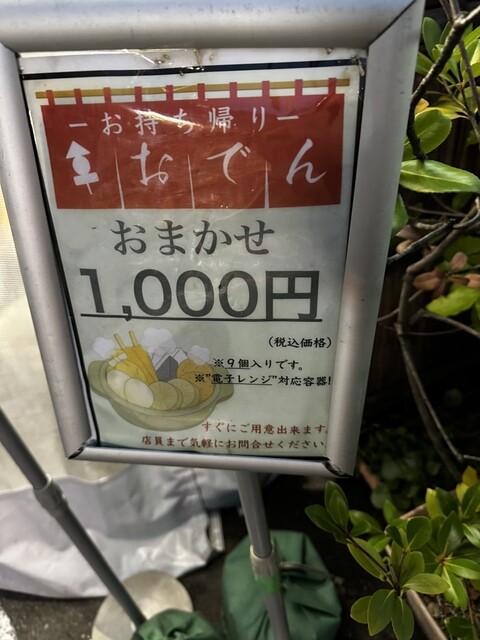 ーお持ち帰りー
おでん
おまかせ
1,000円
(税込価格)
※９個入りです。
※"電子レンジ"対応容器!
すぐにご用意出来ます。
店員まで気軽にお問合せください。